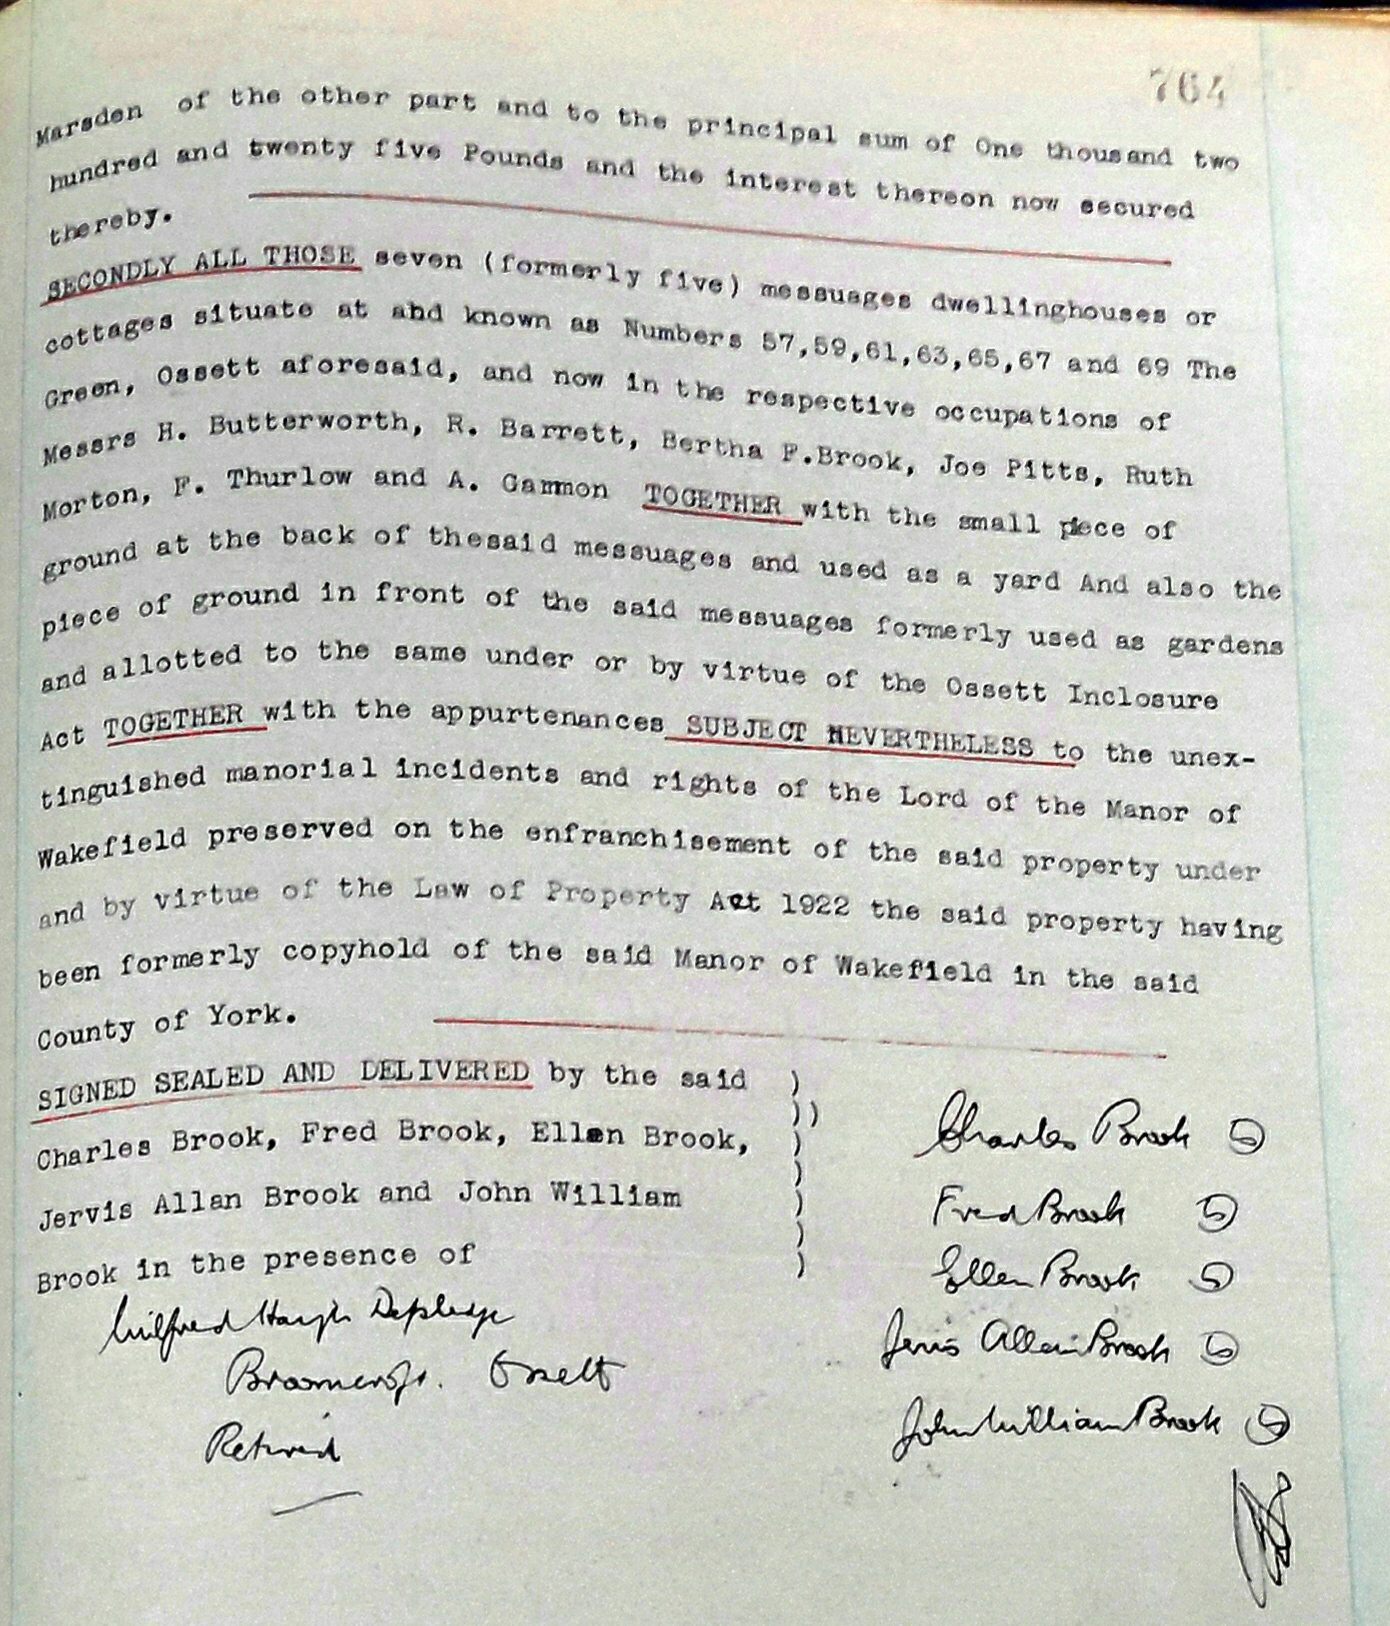 764
Marsden of the other part and to the principal sum of One thousand two
hundred and twenty five Pounds and the interest thereon now secured
thereby.
SECONDLY ALL THOSE seven (formerly five) messuages dwellinghouses or
cottages situate at and known as Numbers 57,59,61,63,65,67 and 69 The
Green, Ossett aforesaid, and now in the respective occupations of
Messrs H. Butterworth, R. Barrett, Bertha F.Brook, Joe Pitts, Ruth
Morton, F. Thurlow and A. Gammon TOGETHER with the small piece of
ground at the back of thesaid messuages and used as a yard And also the
piece of ground in front of the said messuages formerly used as gardens
and allotted to the same under or by virtue of the Ossett Inclosure
Act TOGETHER with the appurtenances SUBJECT NEVERTHELESS to the unex-
tinguished manorial incidents and rights of the Lord of the Manor of
Wakefield preserved on the enfranchisement of the said property under
and by virtue of the Law of Property Act 1922 the said property having
been formerly copyhold of the said Manor of Wakefield in the said
County of York.
SIGNED SEALED AND DELIVERED by the said
Charles Brook, Fred Brook, Ellen Brook,
Jervis Allan Brook and John William
Brook in the presence of
Wilfred Haigh Depledge
Broomcroft. Ossett
Retired
Charles Brook
Fred Brook
Ellen Brook
Jervis Allan Brook
John William Brook